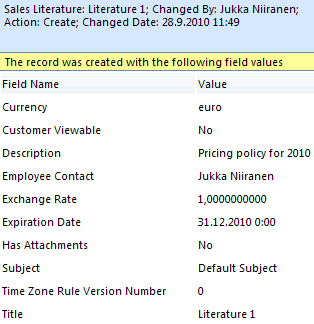 Sales Literature: Literature 1; Changed By: Jukka Niiranen;
Action: Create; Changed Date: 28.9.2010 11:49
The record was created with the following field values
Field Name Value
Currency euro
Customer Viewable No
Description Pricing policy for 2010
Employee Contact Jukka Niiranen
Exchange Rate 1,0000000000
Expiration Date 31.12.2010 0:00
Has Attachments No
Subject Default Subject
Time Zone Rule Version Number 0
Title Literature 1